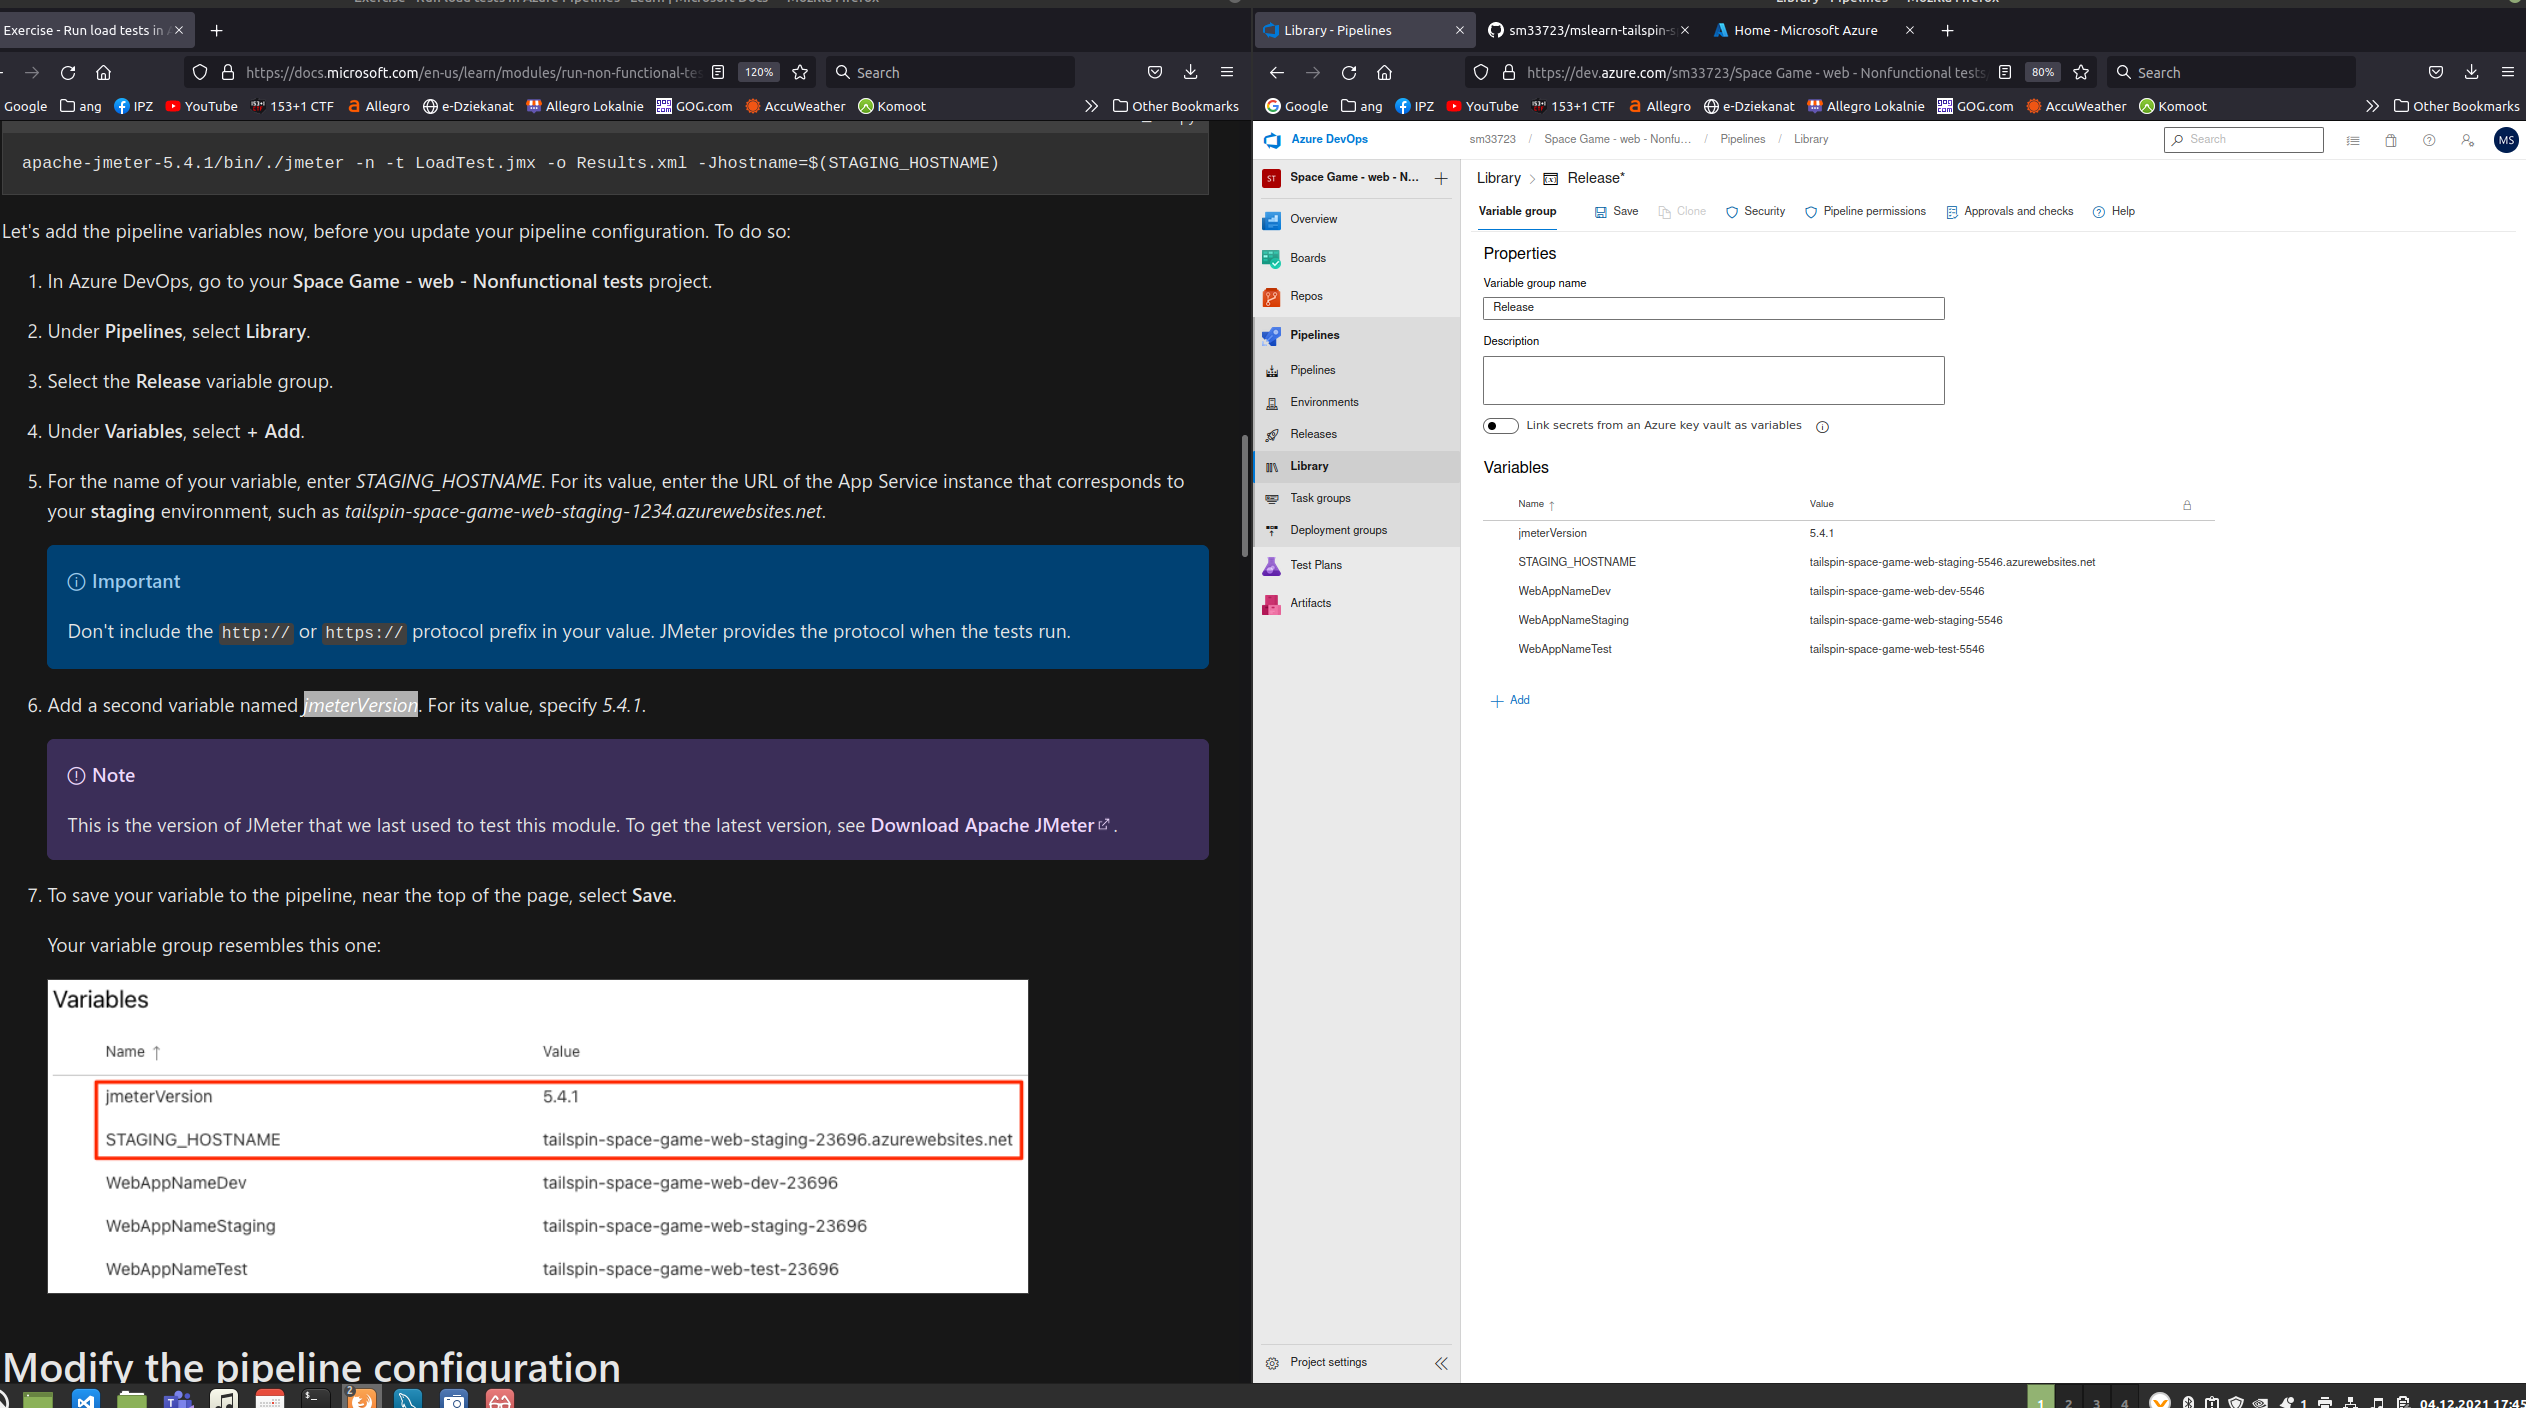 Exercise - Run load tests in A
https://docs.microsoft.com/en-us/learn/modules/run-non-functional-te
120%
Search
Google
ang
IPZ
YouTube
153+1 CTF
Allegro
e-Dziekanat
Allegro Lokalnie
GOG.com
AccuWeather
Komoot
Other Bookmarks
apache-jmeter-5.4.1/bin/./jmeter -n -t LoadTest.jmx -o Results.xml -Jhostname=$(STAGING_HOSTNAME)
Let's add the pipeline variables now, before you update your pipeline configuration. To do so:
1. In Azure DevOps, go to your Space Game - web - Nonfunctional tests project.
2. Under Pipelines, select Library.
3. Select the Release variable group.
4. Under Variables, select + Add.
5. For the name of your variable, enter STAGING_HOSTNAME. For its value, enter the URL of the App Service instance that corresponds to
your staging environment, such as tailspin-space-game-web-staging-1234.azurewebsites.net.
Important
Don't include the http:// or https:// protocol prefix in your value. JMeter provides the protocol when the tests run.
6. Add a second variable named jmeterVersion. For its value, specify 5.4.1.
Note
This is the version of JMeter that we last used to test this module. To get the latest version, see Download Apache JMeter .
7. To save your variable to the pipeline, near the top of the page, select Save.
Your variable group resembles this one:
Variables
Name ↑ Value
jmeterVersion 5.4.1
STAGING_HOSTNAME tailspin-space-game-web-staging-23696.azurewebsites.net
WebAppNameDev tailspin-space-game-web-dev-23696
WebAppNameStaging tailspin-space-game-web-staging-23696
WebAppNameTest tailspin-space-game-web-test-23696
Modify the pipeline configuration
Library - Pipelines
sm33723/mslearn-tailspin-s
Home - Microsoft Azure
https://dev.azure.com/sm33723/Space Game - web - Nonfunctional tests
80%
Search
Google
ang
IPZ
YouTube
153+1 CTF
Allegro
e-Dziekanat
Allegro Lokalnie
GOG.com
AccuWeather
Komoot
Other Bookmarks
Azure DevOps
sm33723 / Space Game - web - Nonfu... / Pipelines / Library
Search
MS
ST Space Game - web - N...
Overview
Boards
Repos
Pipelines
Pipelines
Environments
Releases
Library
Task groups
Deployment groups
Test Plans
Artifacts
Project settings
Library > Release*
Variable group Save Clone Security Pipeline permissions Approvals and checks Help
Properties
Variable group name
Release
Description
Link secrets from an Azure key vault as variables
Variables
Name ↑ Value
jmeterVersion 5.4.1
STAGING_HOSTNAME tailspin-space-game-web-staging-5546.azurewebsites.net
WebAppNameDev tailspin-space-game-web-dev-5546
WebAppNameStaging tailspin-space-game-web-staging-5546
WebAppNameTest tailspin-space-game-web-test-5546
+ Add
2
1 2 3 4
1
04.12.2021 17:45